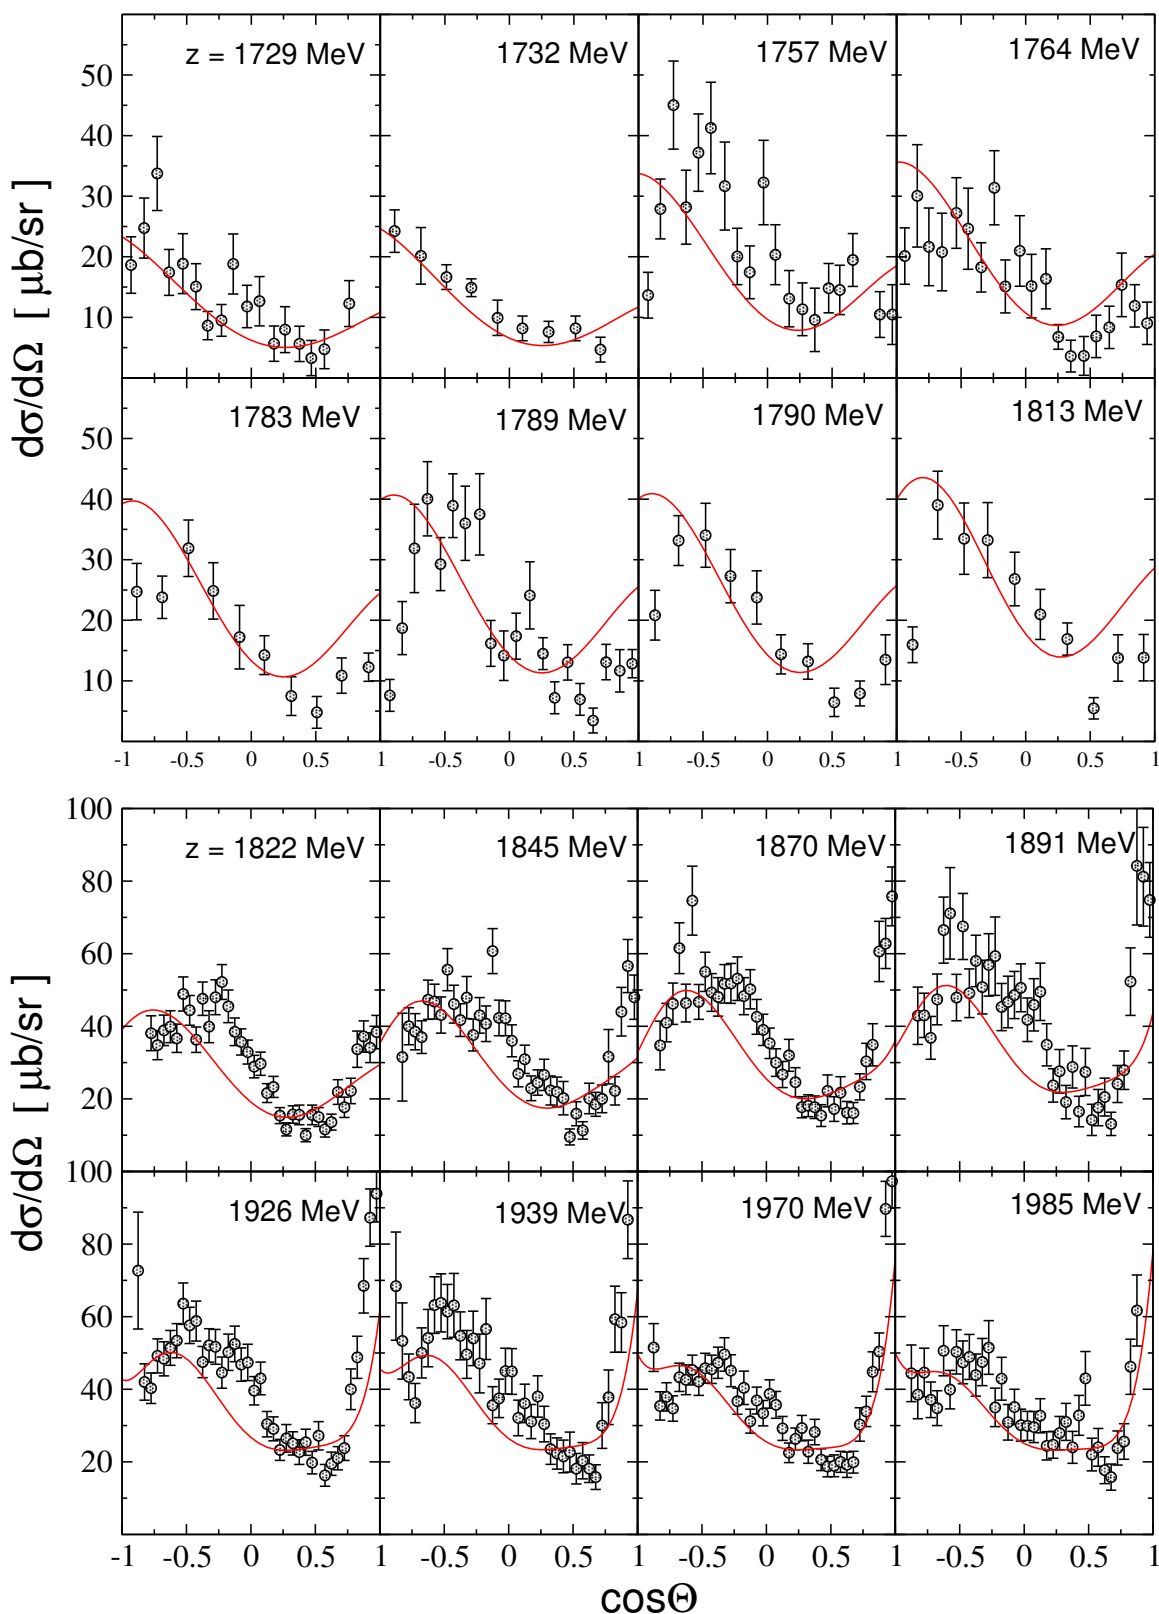 z = 1729 MeV 1732 MeV 1757 MeV 1764 MeV
50
40
30
20
10
dσ/dΩ [ μb/sr ]
1783 MeV 1789 MeV 1790 MeV 1813 MeV
50
40
30
20
10
-1 -0.5 0 0.5 1 -0.5 0 0.5 1 -0.5 0 0.5 1 -0.5 0 0.5 1
100
z = 1822 MeV 1845 MeV 1870 MeV 1891 MeV
80
60
40
20
dσ/dΩ [ μb/sr ]
100
1926 MeV 1939 MeV 1970 MeV 1985 MeV
80
60
40
20
-1 -0.5 0 0.5 1 -0.5 0 0.5 1 -0.5 0 0.5 1 -0.5 0 0.5 1
cosΘ